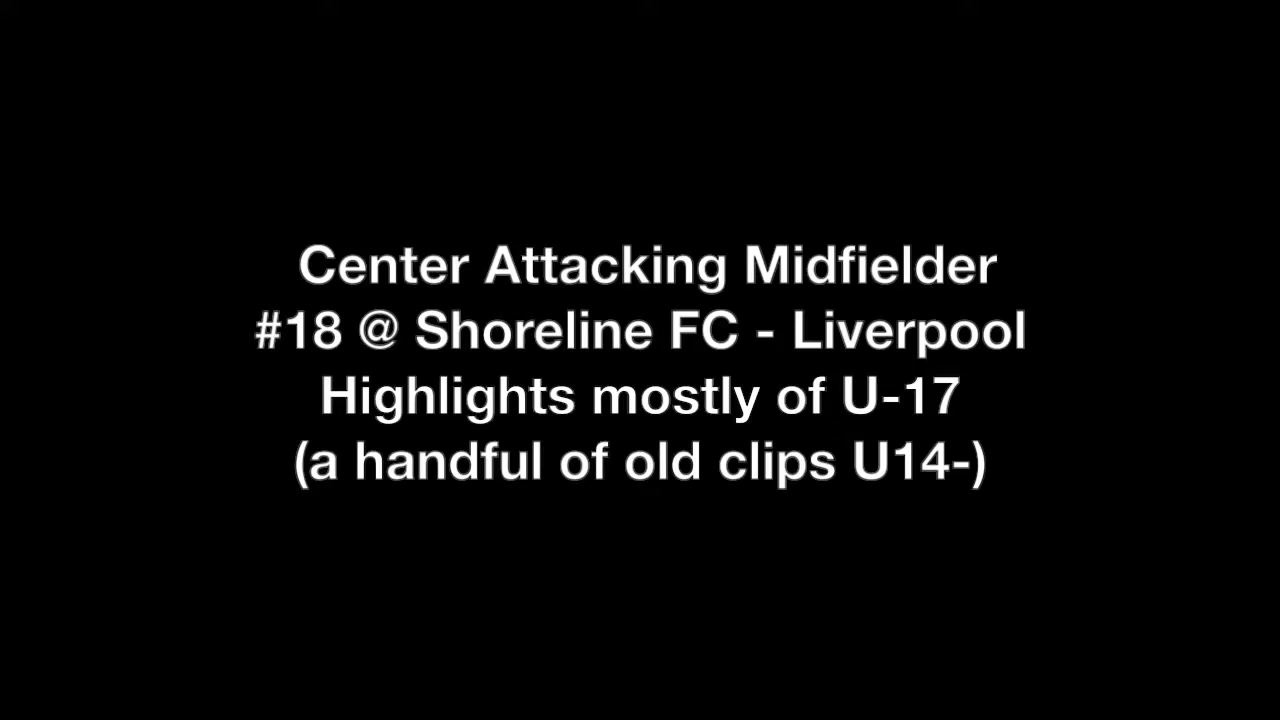 Center Attacking Midfielder
#18 @ Shoreline FC - Liverpool
Highlights mostly of U-17
(a handful of old clips U14-)